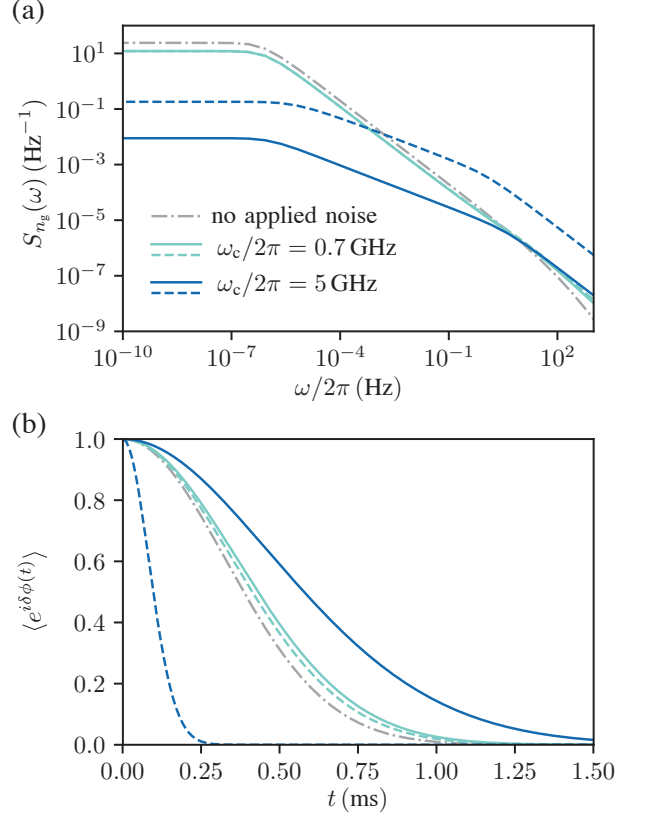 (a)
10^1
10^{-1}
10^{-3}
10^{-5}
10^{-7}
10^{-9}
S_{n_g}(ω) (Hz^{-1})
no applied noise
ω_c/2π = 0.7 GHz
ω_c/2π = 5 GHz
10^{-10} 10^{-7} 10^{-4} 10^{-1} 10^2
ω/2π (Hz)
(b)
1.0
0.8
0.6
0.4
0.2
0.0
⟨e^{iδϕ(t)}⟩
0.00 0.25 0.50 0.75 1.00 1.25 1.50
t (ms)